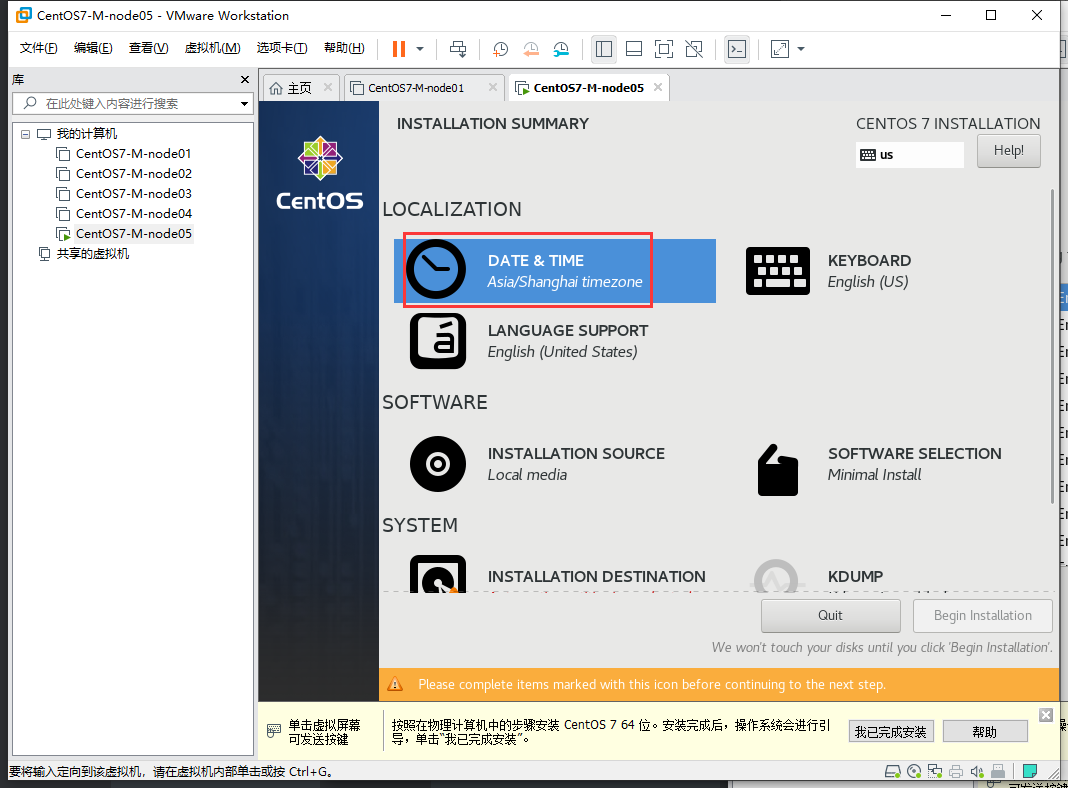 CentOS7-M-node05 - VMware Workstation
文件(F) 编辑(E) 查看(V) 虚拟机(M) 选项卡(T) 帮助(H)
库
在此处键入内容进行搜索
我的计算机
CentOS7-M-node01
CentOS7-M-node02
CentOS7-M-node03
CentOS7-M-node04
CentOS7-M-node05
共享的虚拟机
主页 CentOS7-M-node01 CentOS7-M-node05
CentOS
INSTALLATION SUMMARY
CENTOS 7 INSTALLATION
us
Help!
LOCALIZATION
DATE & TIME
Asia/Shanghai timezone
KEYBOARD
English (US)
LANGUAGE SUPPORT
English (United States)
SOFTWARE
INSTALLATION SOURCE
Local media
SOFTWARE SELECTION
Minimal Install
SYSTEM
INSTALLATION DESTINATION
KDUMP
Quit
Begin Installation
We won't touch your disks until you click 'Begin Installation'.
Please complete items marked with this icon before continuing to the next step.
单击虚拟屏幕
可发送按键
按照在物理计算机中的步骤安装 CentOS 7 64 位。安装完成后，操作系统会进行引
导，单击“我已完成安装”。
我已完成安装
帮助
要将输入定向到该虚拟机，请在虚拟机内部单击或按 Ctrl+G。